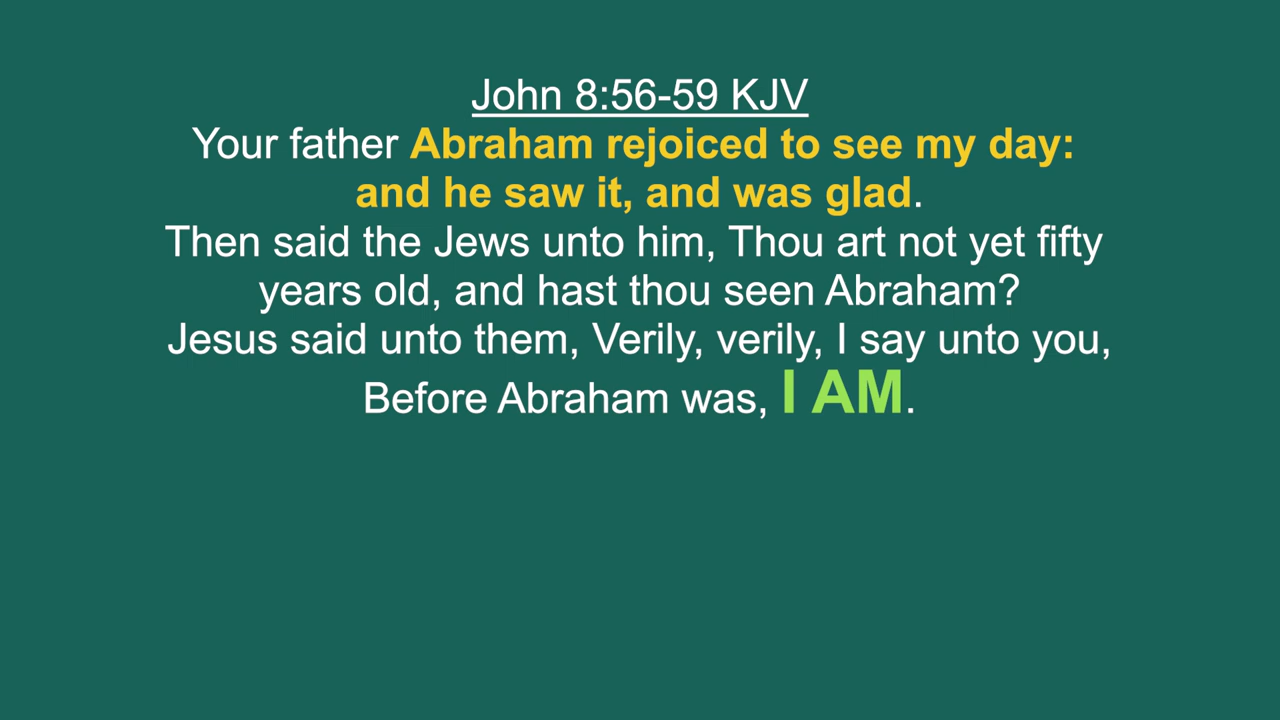 John 8:56-59 KJV
Your father Abraham rejoiced to see my day:
and he saw it, and was glad.
Then said the Jews unto him, Thou art not yet fifty
years old, and hast thou seen Abraham?
Jesus said unto them, Verily, verily, I say unto you,
Before Abraham was, I AM.